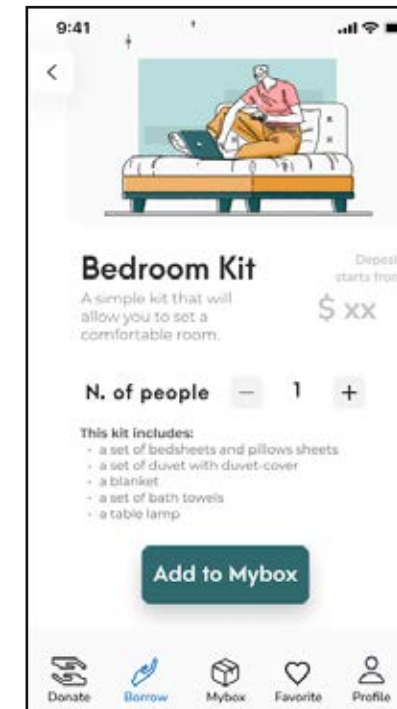 9:41
Bedroom Kit
Deposit
starts from
A simple kit that will
allow you to set a
comfortable room.
$ xx
N. of people − 1 +
This kit includes:
- a set of bedsheets and pillows sheets
- a set of duvet with duvet-cover
- a blanket
- a set of bath towels
- a table lamp
Add to Mybox
Donate Borrow Mybox Favorite Profile